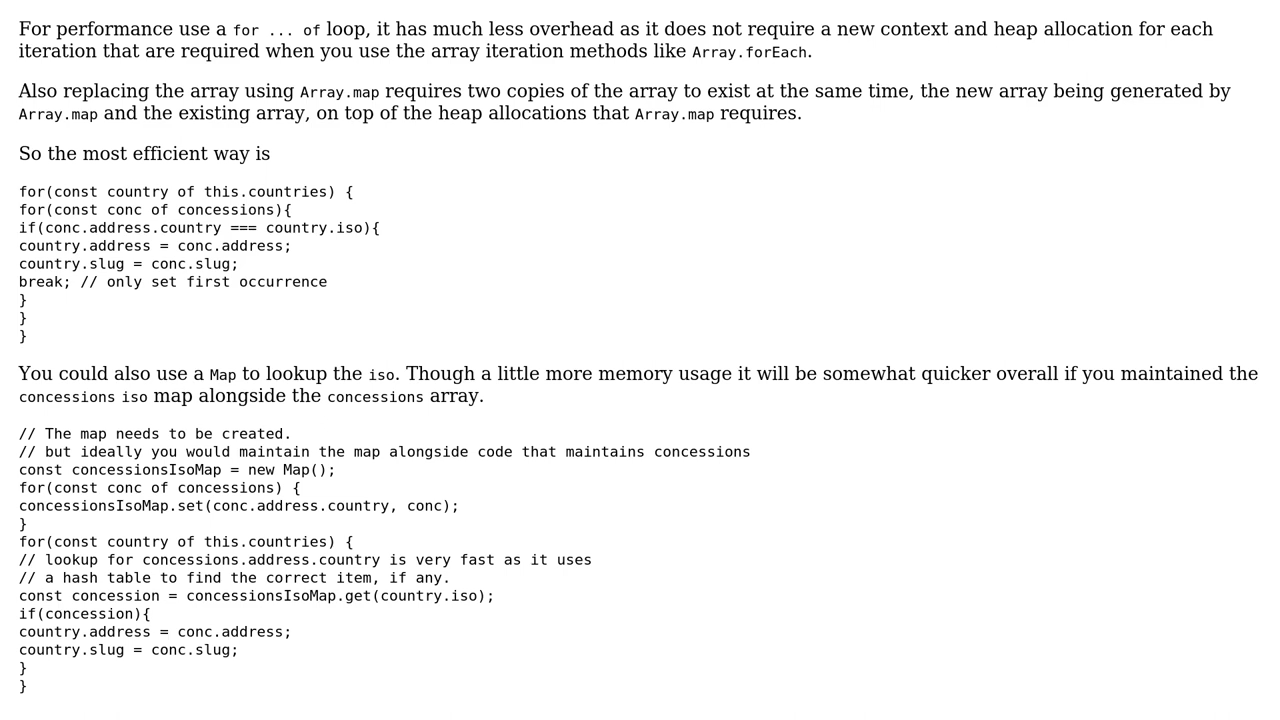 For performance use a for ... of loop, it has much less overhead as it does not require a new context and heap allocation for each
iteration that are required when you use the array iteration methods like Array.forEach.
Also replacing the array using Array.map requires two copies of the array to exist at the same time, the new array being generated by
Array.map and the existing array, on top of the heap allocations that Array.map requires.
So the most efficient way is
for(const country of this.countries) {
for(const conc of concessions){
if(conc.address.country === country.iso){
country.address = conc.address;
country.slug = conc.slug;
break; // only set first occurrence
}
}
}
You could also use a Map to lookup the iso. Though a little more memory usage it will be somewhat quicker overall if you maintained the
concessions iso map alongside the concessions array.
// The map needs to be created.
// but ideally you would maintain the map alongside code that maintains concessions
const concessionsIsoMap = new Map();
for(const conc of concessions) {
concessionsIsoMap.set(conc.address.country, conc);
}
for(const country of this.countries) {
// lookup for concessions.address.country is very fast as it uses
// a hash table to find the correct item, if any.
const concession = concessionsIsoMap.get(country.iso);
if(concession){
country.address = conc.address;
country.slug = conc.slug;
}
}